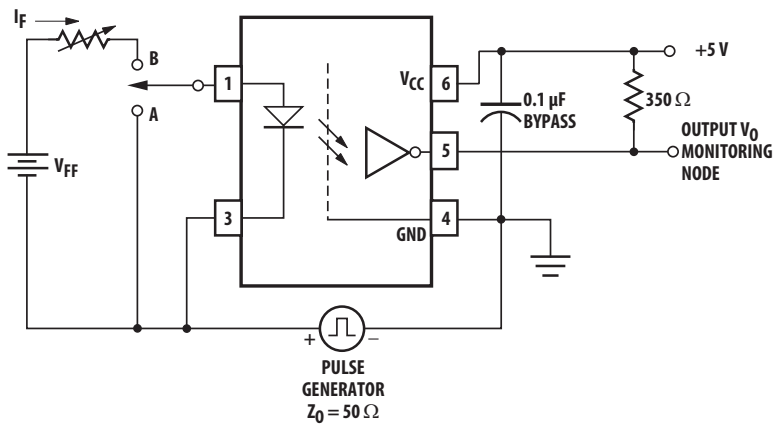 I_F
B
A
V_FF
1
3
V_CC
GND
6
5
4
0.1 µF
BYPASS
+5 V
350 Ω
OUTPUT V_O
MONITORING
NODE
+
–
PULSE
GENERATOR
Z_O = 50 Ω